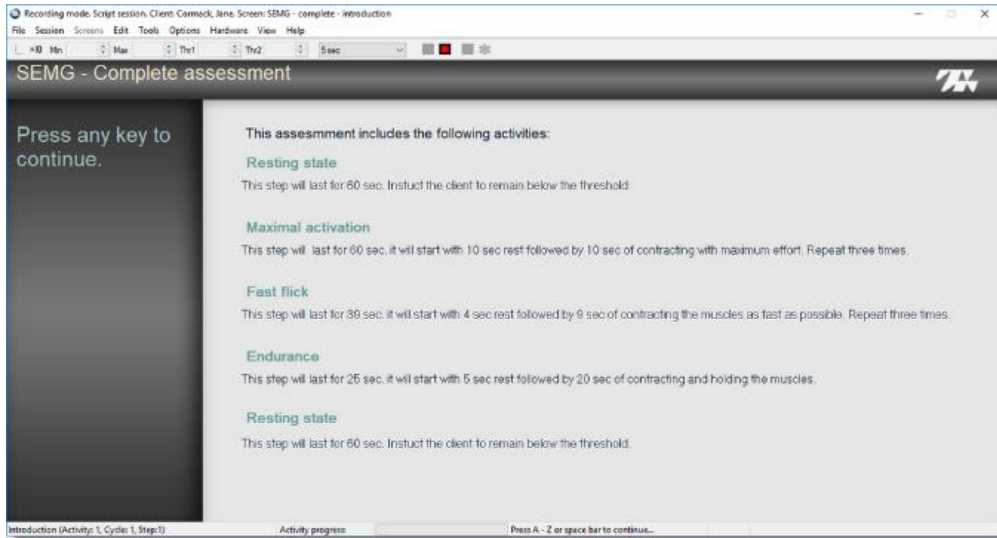 Recording mode. Script session. Client: Cormack, Jane. Screen: SEMG - complete - introduction
File Session Screens Edit Tools Options Hardware View Help
×10 Min Max Thr1 Thr2 5 sec
SEMG - Complete assessment
Press any key to
continue.
This assesmment includes the following activities:
Resting state
This step will last for 60 sec. Instuct the client to remain below the threshold.
Maximal activation
This step will last for 60 sec. it will start with 10 sec rest followed by 10 sec of contracting with maximum effort. Repeat three times.
Fast flick
This step will last for 39 sec. it will start with 4 sec rest followed by 9 sec of contracting the muscles as fast as possible. Repeat three times.
Endurance
This step will last for 25 sec. it will start with 5 sec rest followed by 20 sec of contracting and holding the muscles.
Resting state
This step will last for 60 sec. Instuct the client to remain below the threshold.
Introduction (Activity: 1, Cycle: 1, Step:1) Activity progress: Press A - Z or space bar to continue...